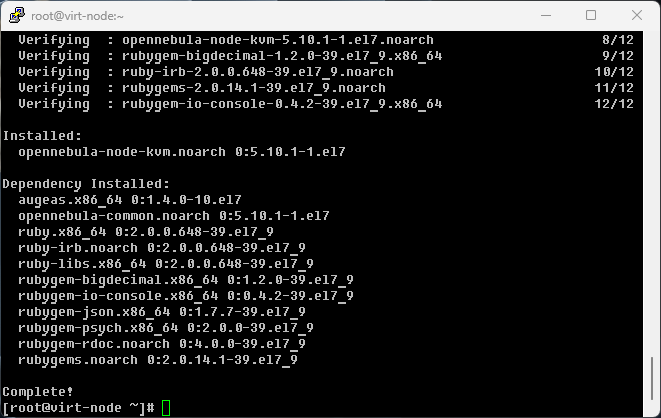 root@virt-node:~
Verifying : opennebula-node-kvm-5.10.1-1.el7.noarch 8/12
Verifying : rubygem-bigdecimal-1.2.0-39.el7_9.x86_64 9/12
Verifying : ruby-irb-2.0.0.648-39.el7_9.noarch 10/12
Verifying : rubygems-2.0.14.1-39.el7_9.noarch 11/12
Verifying : rubygem-io-console-0.4.2-39.el7_9.x86_64 12/12
Installed:
opennebula-node-kvm.noarch 0:5.10.1-1.el7
Dependency Installed:
augeas.x86_64 0:1.4.0-10.el7
opennebula-common.noarch 0:5.10.1-1.el7
ruby.x86_64 0:2.0.0.648-39.el7_9
ruby-irb.noarch 0:2.0.0.648-39.el7_9
ruby-libs.x86_64 0:2.0.0.648-39.el7_9
rubygem-bigdecimal.x86_64 0:1.2.0-39.el7_9
rubygem-io-console.x86_64 0:0.4.2-39.el7_9
rubygem-json.x86_64 0:1.7.7-39.el7_9
rubygem-psych.x86_64 0:2.0.0-39.el7_9
rubygem-rdoc.noarch 0:4.0.0-39.el7_9
rubygems.noarch 0:2.0.14.1-39.el7_9
Complete!
[root@virt-node ~]#